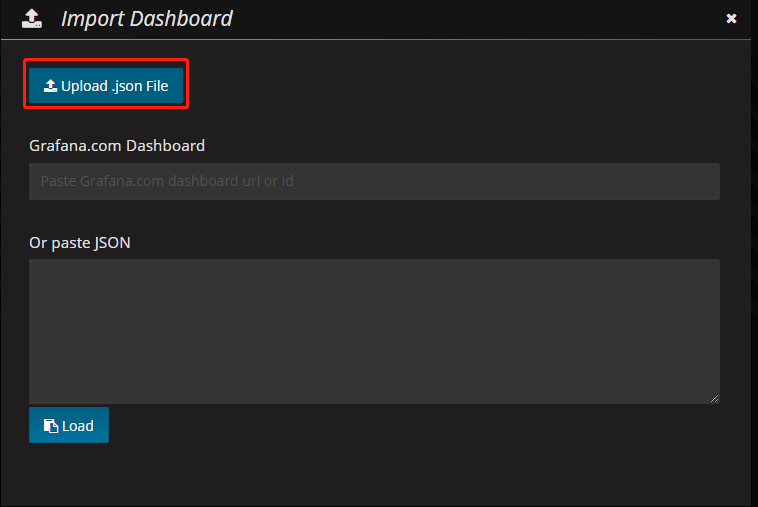 Import Dashboard
Upload .json File
Grafana.com Dashboard
Paste Grafana.com dashboard url or id
Or paste JSON
Load